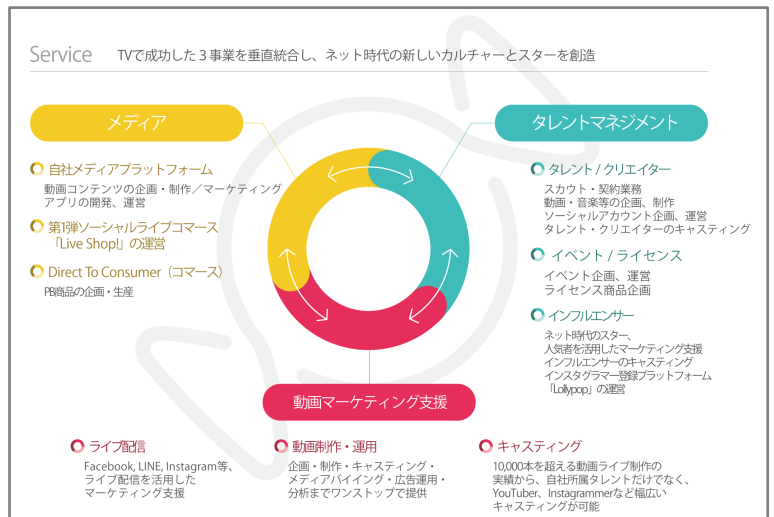 Service TVで成功した3事業を垂直統合し、ネット時代の新しいカルチャーとスターを創造
メディア
自社メディアプラットフォーム
動画コンテンツの企画・制作／マーケティング
アプリの開発、運営
第1弾ソーシャルライブコマース
「Live Shop!」の運営
Direct To Consumer（コマース）
PB商品の企画・生産
タレントマネジメント
タレント / クリエイター
スカウト・契約業務
動画・音楽等の企画、制作
ソーシャルアカウント企画、運営
タレント・クリエイターのキャスティング
イベント / ライセンス
イベント企画、運営
ライセンス商品企画
インフルエンサー
ネット時代のスター、
人気者を活用したマーケティング支援
インフルエンサーのキャスティング
インスタグラマー登録プラットフォーム
「Lollypop」の運営
動画マーケティング支援
ライブ配信
Facebook, LINE, Instagram等、
ライブ配信を活用した
マーケティング支援
動画制作・運用
企画・制作・キャスティング・
メディアバイイング・広告運用・
分析までワンストップで提供
キャスティング
10,000本を超える動画ライブ制作の
実績から、自社所属タレントだけでなく、
YouTuber、Instagrammerなど幅広い
キャスティングが可能